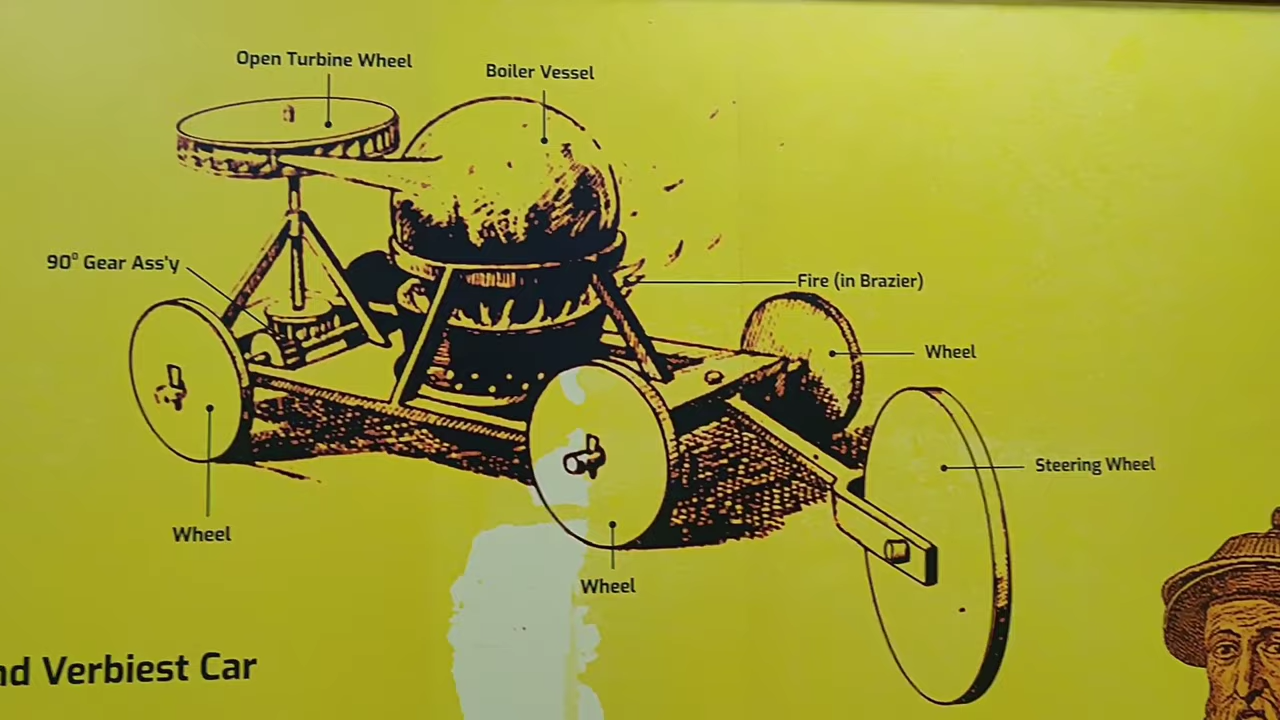 Open Turbine Wheel
Boiler Vessel
90° Gear Ass'y
Fire (in Brazier)
Wheel
Steering Wheel
Wheel
Wheel
nd Verbiest Car